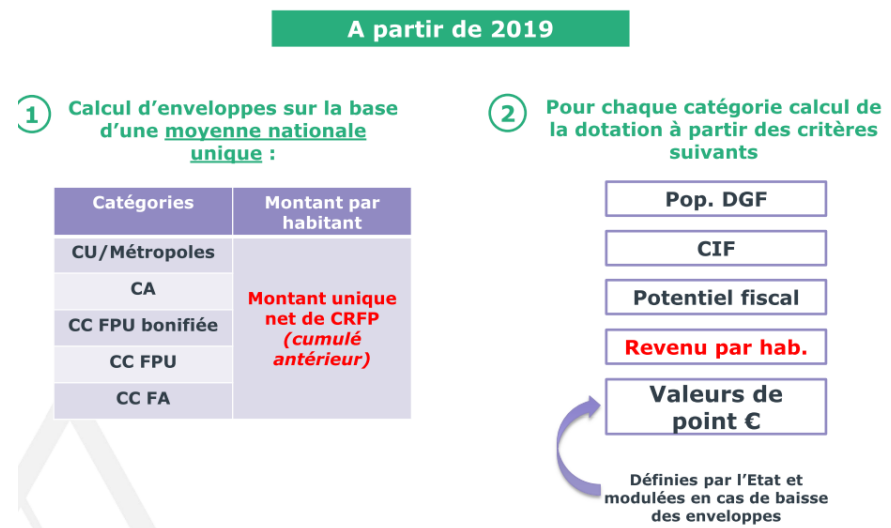 A partir de 2019
1
Calcul d'enveloppes sur la base
d'une moyenne nationale
unique :
Catégories
Montant par
habitant
CU/Métropoles
CA
CC FPU bonifiée
CC FPU
CC FA
Montant unique
net de CRFP
(cumulé
antérieur)
2
Pour chaque catégorie calcul de
la dotation à partir des critères
suivants
Pop. DGF
CIF
Potentiel fiscal
Revenu par hab.
Valeurs de
point €
Définies par l'Etat et
modulées en cas de baisse
des enveloppes